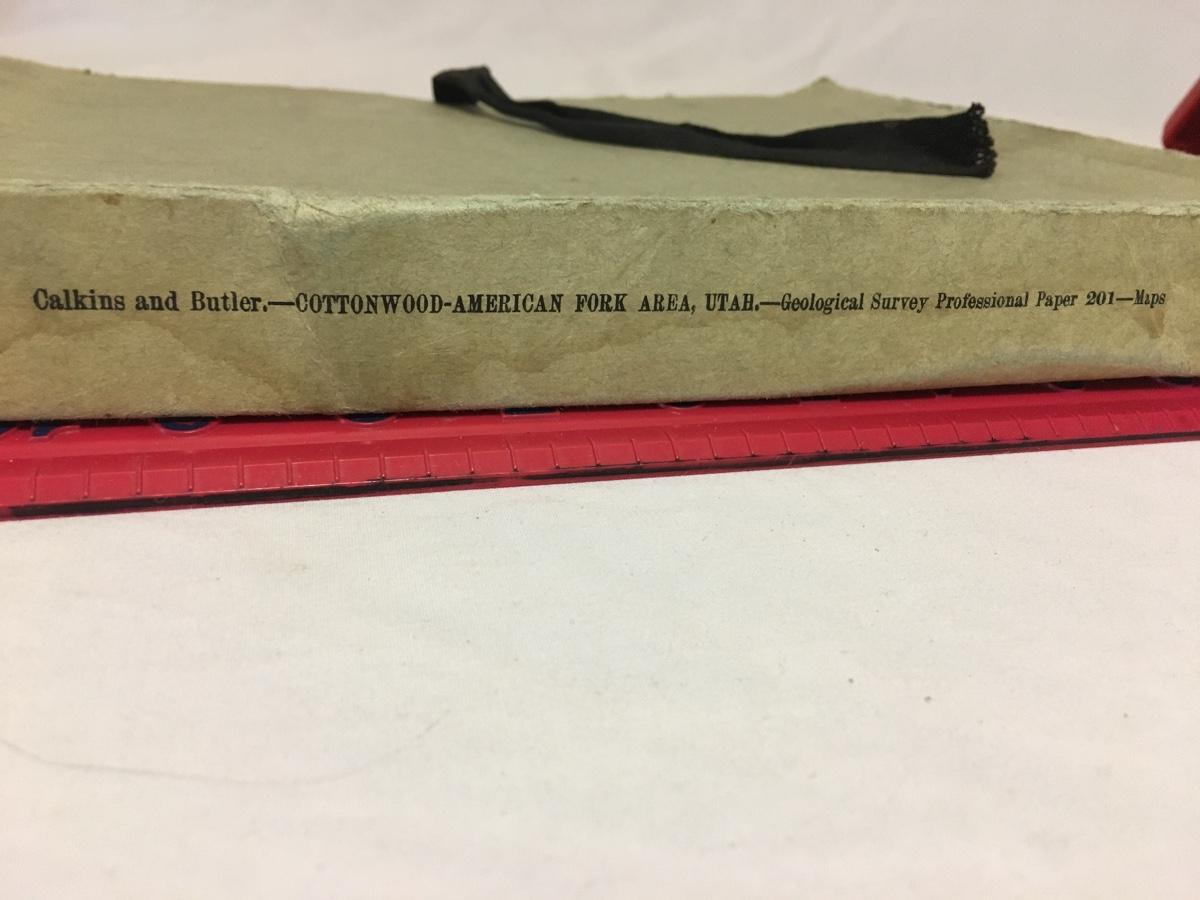 Calkins and Butler.—COTTONWOOD-AMERICAN FORK AREA, UTAH.—Geological Survey Professional Paper 201—Maps